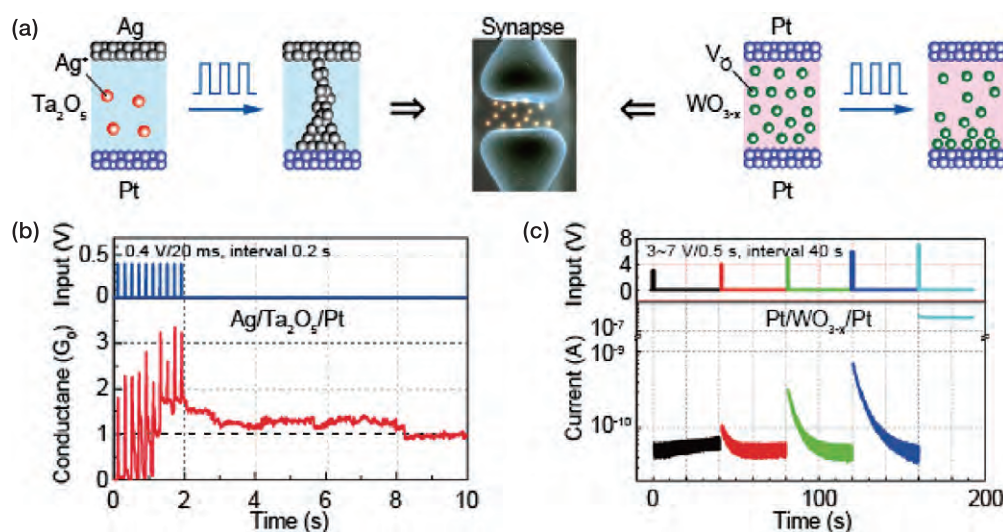 (a)
Ag
Ag⁺
Ta₂O₅
Pt
Synapse
Pt
V_Ö
WO₃₋ₓ
Pt
(b)
0.4 V/20 ms, interval 0.2 s
Input (V)
0.5
0
Ag/Ta₂O₅/Pt
Conductane (G₀)
3
2
1
0
0 2 4 6 8 10
Time (s)
(c)
3~7 V/0.5 s, interval 40 s
Input (V)
8
4
0
Pt/WO₃₋ₓ/Pt
Current (A)
10⁻⁷
10⁻⁹
10⁻¹⁰
0 100 200
Time (s)